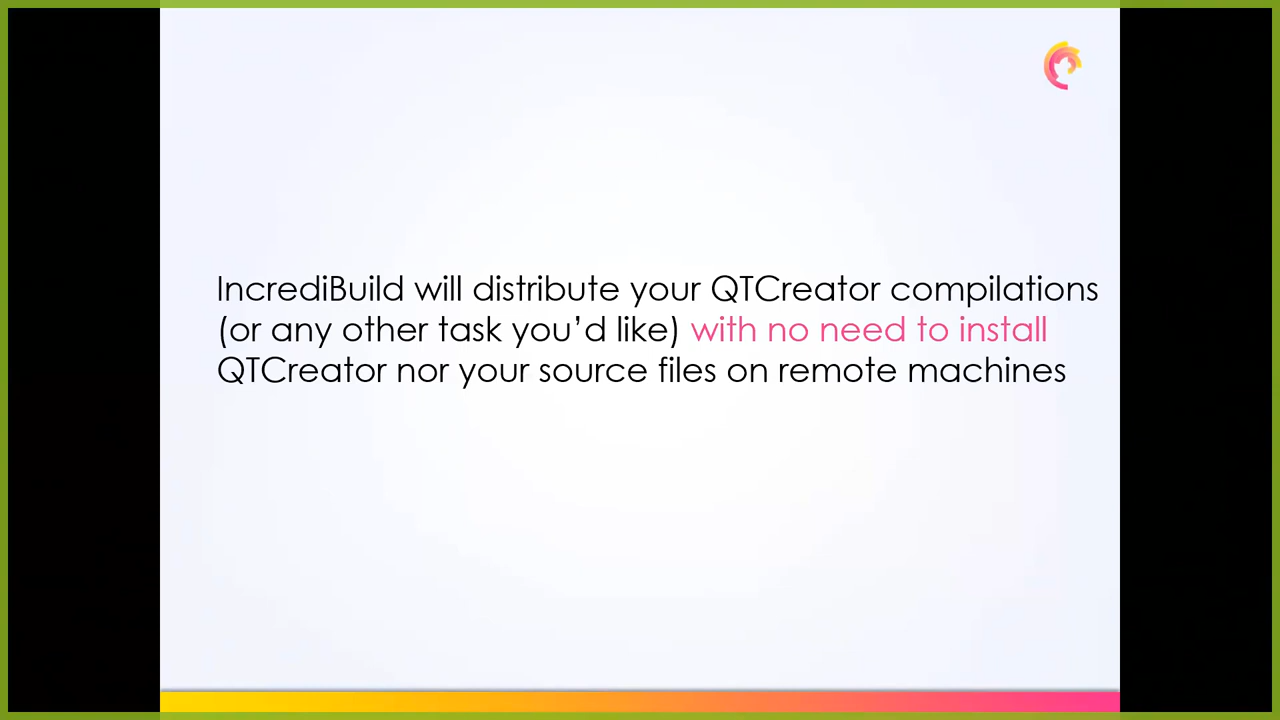 IncrediBuild will distribute your QTCreator compilations
(or any other task you’d like) with no need to install
QTCreator nor your source files on remote machines